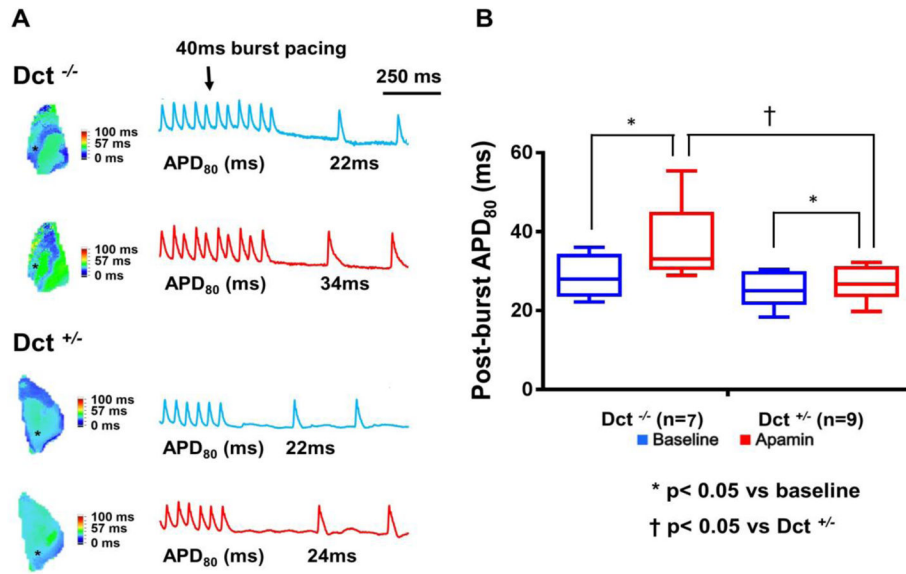 A
40ms burst pacing
250 ms
Dct -/-
100 ms
57 ms
0 ms
*
APD80 (ms)
22ms
100 ms
57 ms
0 ms
*
APD80 (ms)
34ms
Dct +/-
100 ms
57 ms
0 ms
*
APD80 (ms)
22ms
100 ms
57 ms
0 ms
*
APD80 (ms)
24ms
B
Post-burst APD80 (ms)
60
40
20
0
*
†
*
Dct -/- (n=7)
Dct +/- (n=9)
Baseline
Apamin
* p< 0.05 vs baseline
† p< 0.05 vs Dct +/-